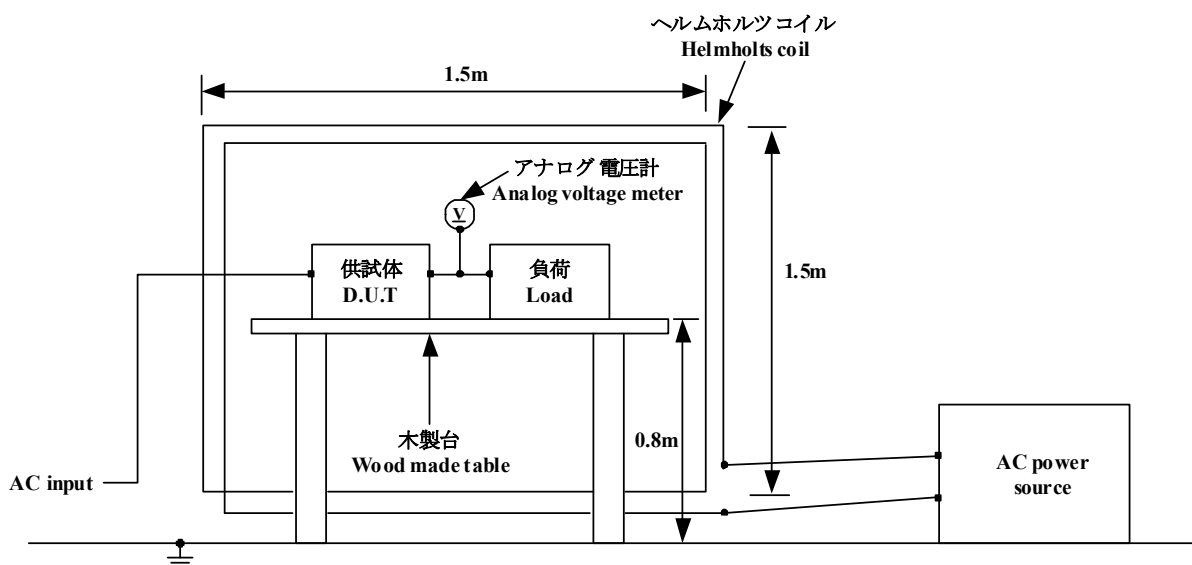 ヘルムホルツコイル
Helmholts coil
1.5m
アナログ電圧計
Analog voltage meter
V
供試体
D.U.T
負荷
Load
1.5m
木製台
Wood made table
0.8m
AC input
AC power
source